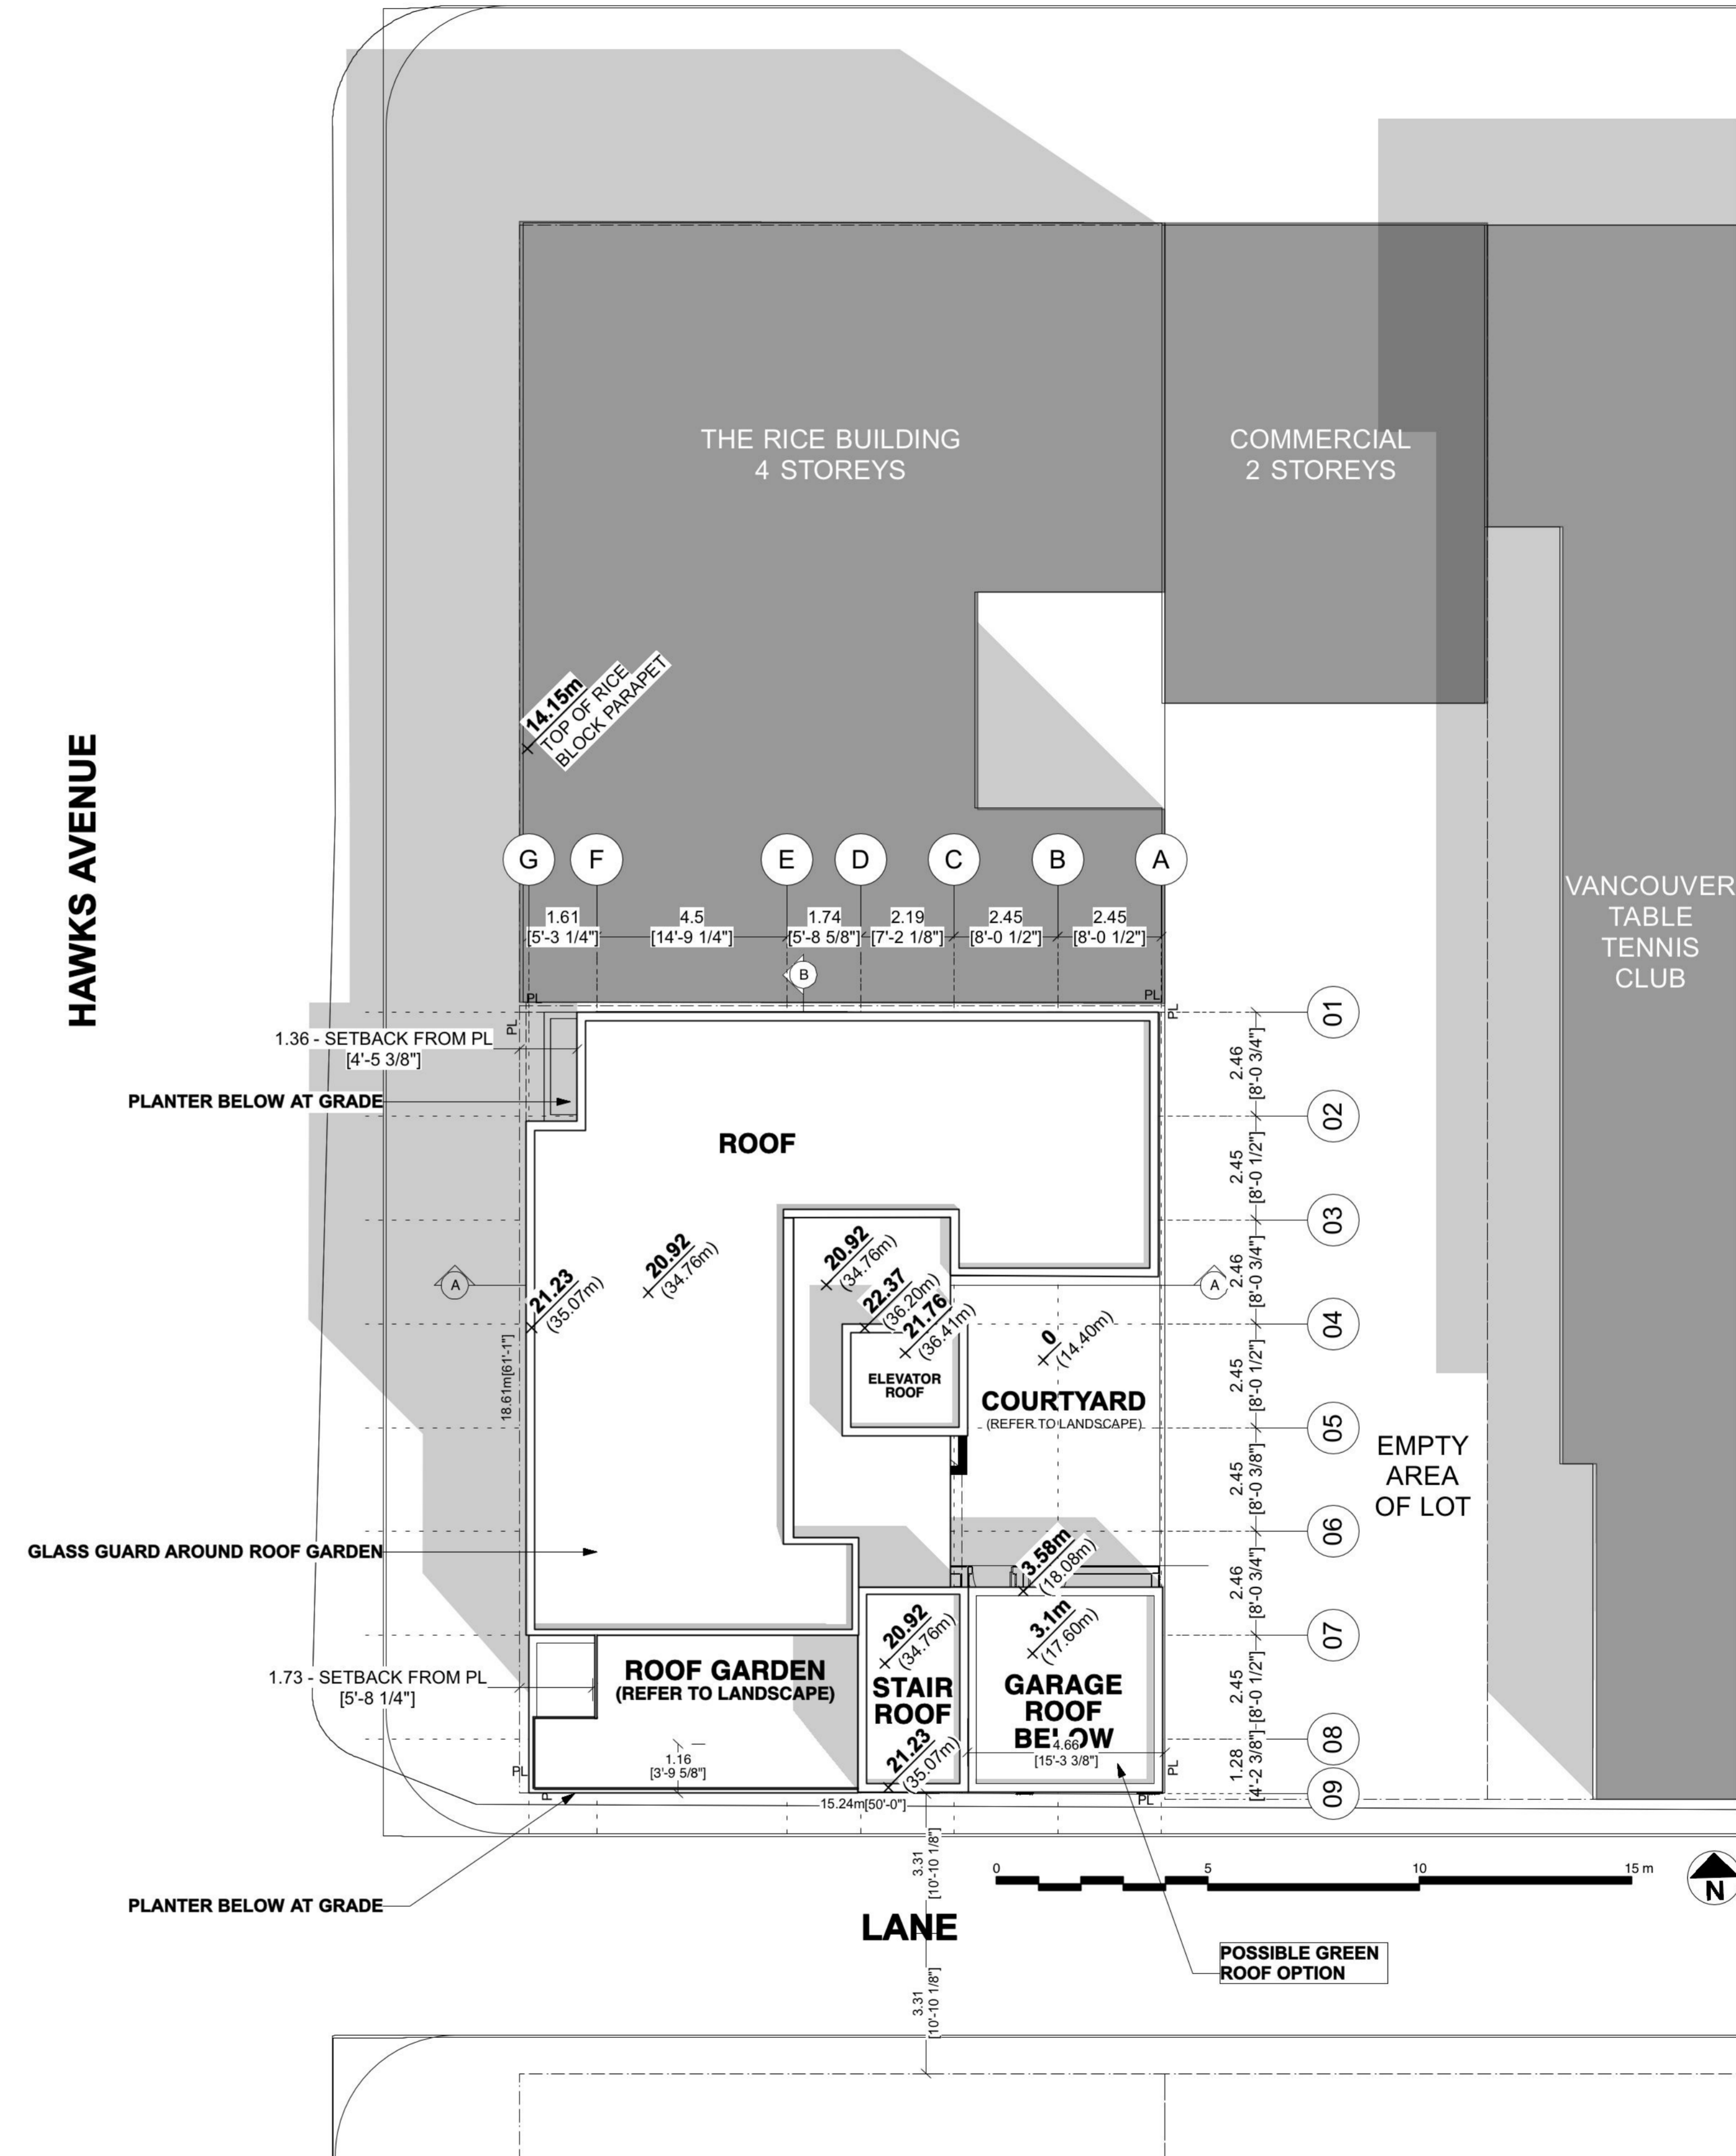 THE RICE BUILDING
4 STOREYS
COMMERCIAL
2 STOREYS
14.15m
TOP OF RICE
BLOCK PARAPET
HAWKS AVENUE
VANCOUVER
TABLE
TENNIS
CLUB
G
F
E
D
C
B
A
1.61
[5'-3 1/4"]
4.5
[14'-9 1/4"]
1.74
[5'-8 5/8"]
2.19
[7'-2 1/8"]
2.45
[8'-0 1/2"]
2.45
[8'-0 1/2"]
B
PL
PL
PL
PL
01
1.36 - SETBACK FROM PL
[4'-5 3/8"]
2.46
[8'-0 3/4"]
PLANTER BELOW AT GRADE
02
ROOF
2.45
[8'-0 1/2"]
03
20.92
(34.76m)
20.92
(34.76m)
21.23
(35.07m)
22.37
(36.20m)
21.76
(36.41m)
A
A
2.46
[8'-0 3/4"]
04
0
(14.40m)
18.61m[61'-1"]
ELEVATOR
ROOF
2.45
[8'-0 1/2"]
COURTYARD
(REFER TO LANDSCAPE)
05
EMPTY
AREA
OF LOT
2.45
[8'-0 3/8"]
06
GLASS GUARD AROUND ROOF GARDEN
3.58m
(18.08m)
2.46
[8'-0 3/4"]
20.92
(34.76m)
3.1m
(17.60m)
07
1.73 - SETBACK FROM PL
[5'-8 1/4"]
ROOF GARDEN
(REFER TO LANDSCAPE)
STAIR
ROOF
GARAGE
ROOF
BELOW
2.45
[8'-0 1/2"]
08
21.23
(35.07m)
4.66
[15'-3 3/8"]
1.16
[3'-9 5/8"]
1.28
[4'-2 3/8"]
PL
PL
PL
PL
09
15.24m[50'-0"]
3.31
[10'-10 1/8"]
0
5
10
15 m
N
PLANTER BELOW AT GRADE
LANE
POSSIBLE GREEN
ROOF OPTION
3.31
[10'-10 1/8"]